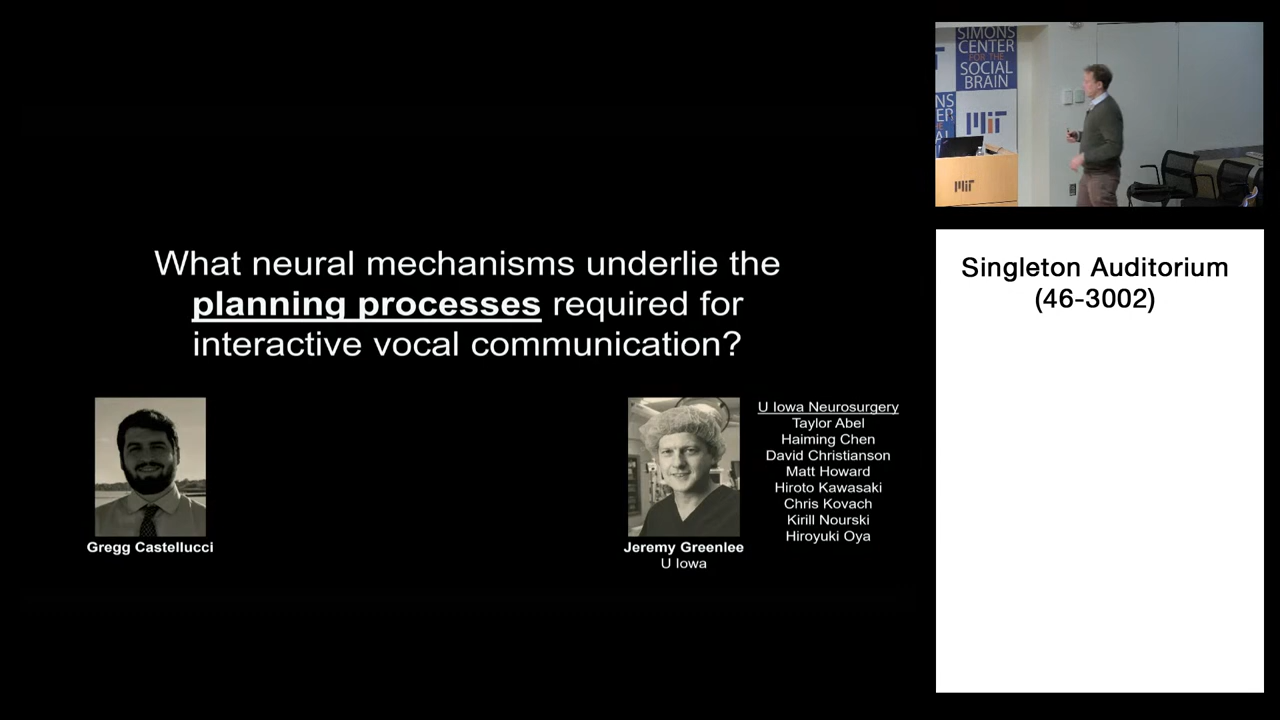 What neural mechanisms underlie the
planning processes required for
interactive vocal communication?
Gregg Castellucci
Jeremy Greenlee
U Iowa
U Iowa Neurosurgery
Taylor Abel
Haiming Chen
David Christianson
Matt Howard
Hiroto Kawasaki
Chris Kovach
Kirill Nourski
Hiroyuki Oya
SIMONS
CENTER
FOR THE
SOCIAL
BRAIN
MIT
MIT
Singleton Auditorium
(46-3002)